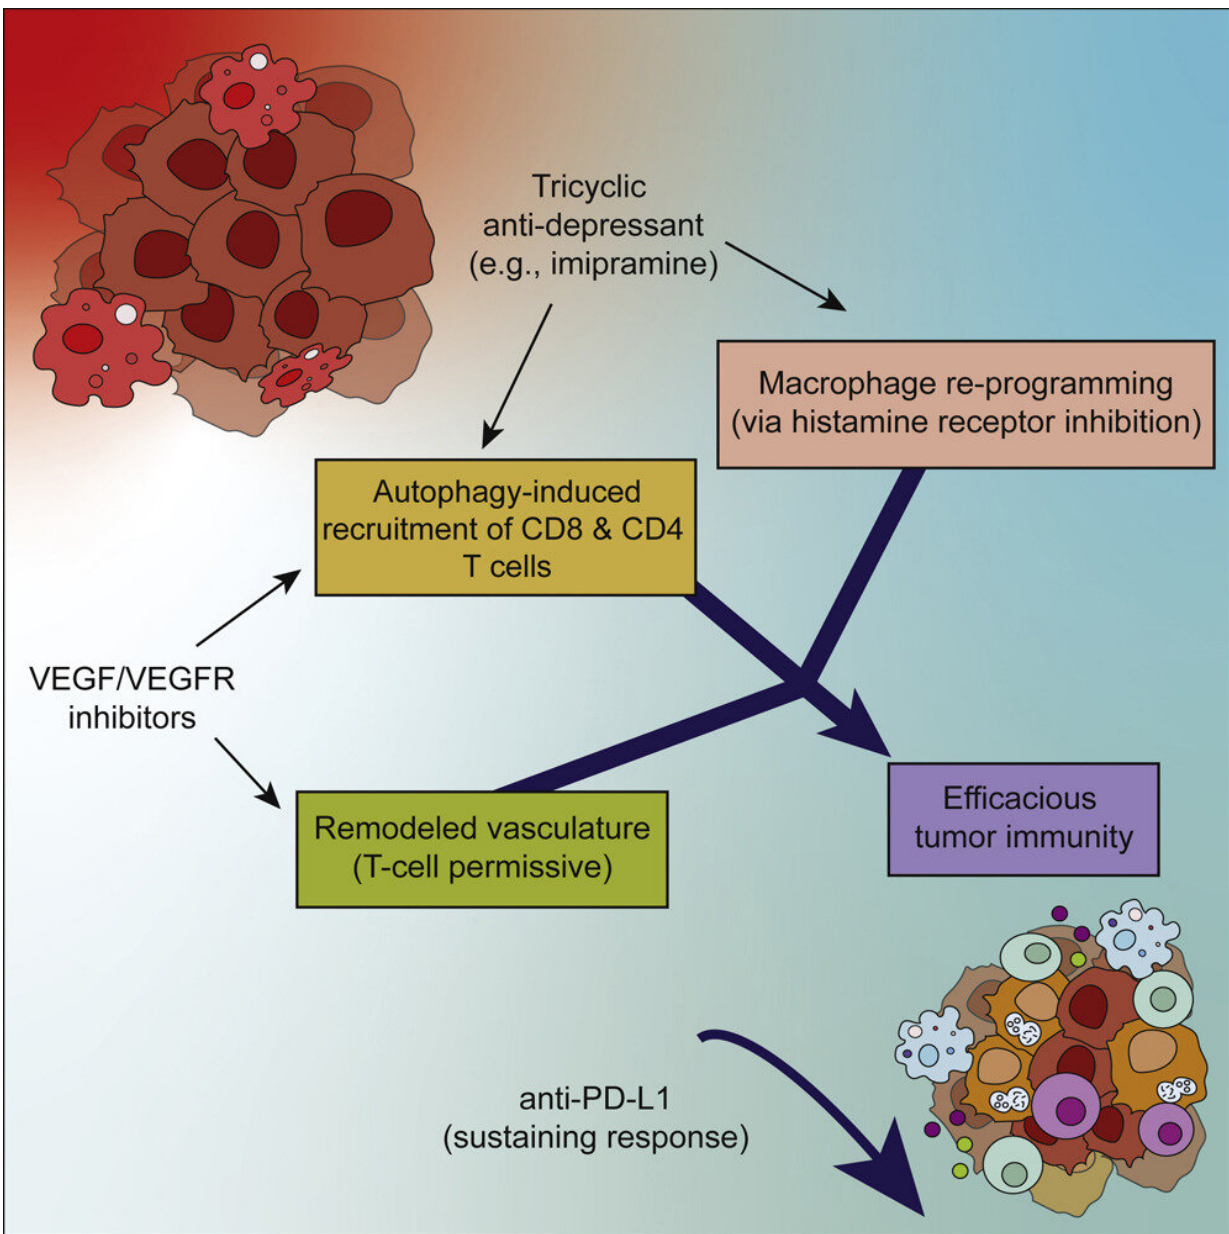 Tricyclic
anti-depressant
(e.g., imipramine)
Macrophage re-programming
(via histamine receptor inhibition)
Autophagy-induced
recruitment of CD8 & CD4
T cells
VEGF/VEGFR
inhibitors
Remodeled vasculature
(T-cell permissive)
Efficacious
tumor immunity
anti-PD-L1
(sustaining response)